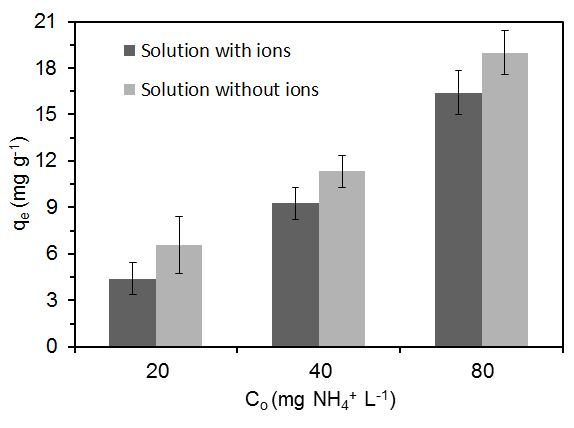 21
18
15
12
9
6
3
0
qe (mg g-1)
Solution with ions
Solution without ions
20 40 80
Co (mg NH4+ L-1)